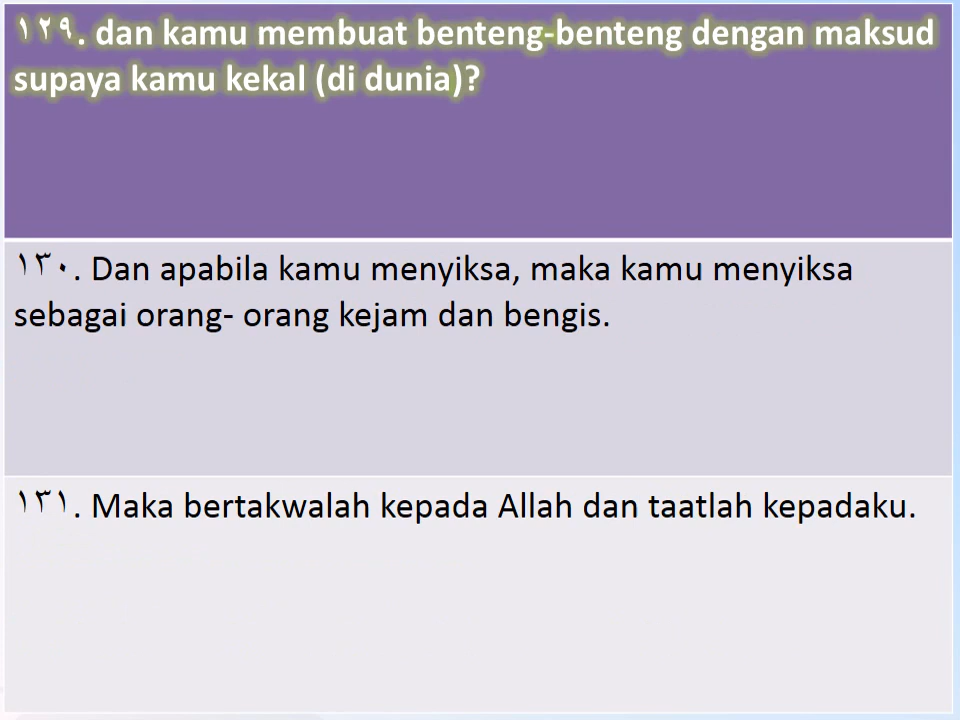 ١٢٩. dan kamu membuat benteng-benteng dengan maksud
supaya kamu kekal (di dunia)?
١٣٠. Dan apabila kamu menyiksa, maka kamu menyiksa
sebagai orang- orang kejam dan bengis.
١٣١. Maka bertakwalah kepada Allah dan taatlah kepadaku.